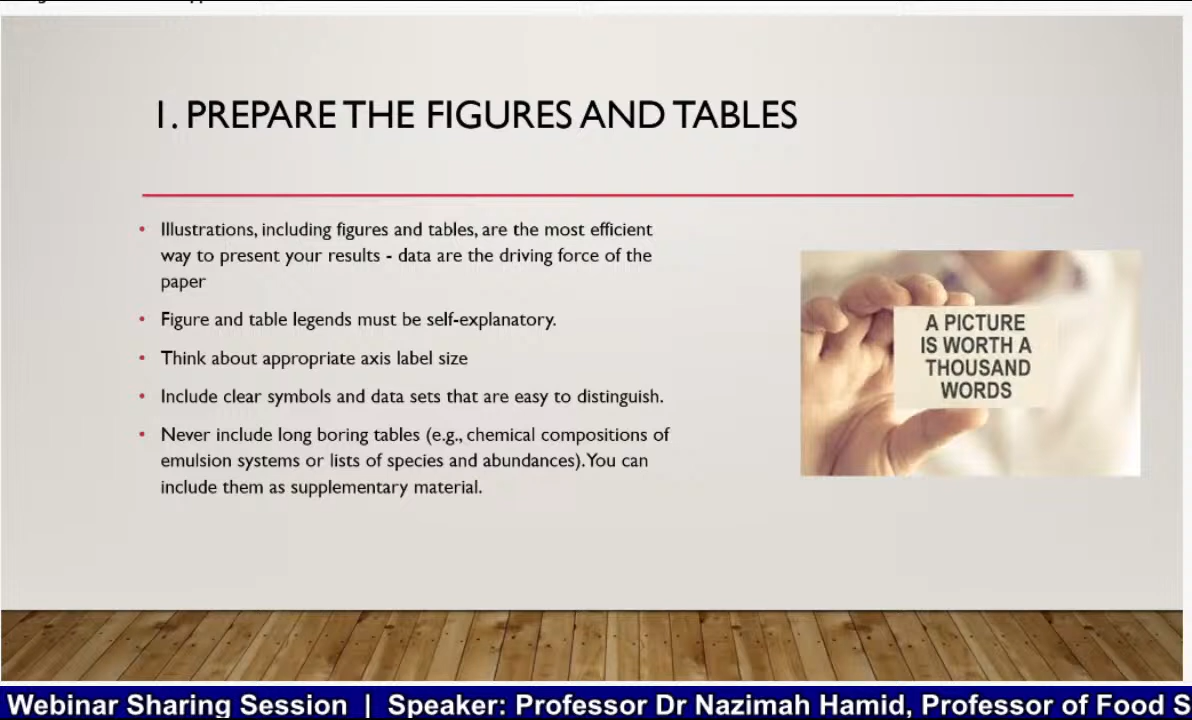 1. PREPARE THE FIGURES AND TABLES
• Illustrations, including figures and tables, are the most efficient
way to present your results - data are the driving force of the
paper
• Figure and table legends must be self-explanatory.
• Think about appropriate axis label size
• Include clear symbols and data sets that are easy to distinguish.
• Never include long boring tables (e.g., chemical compositions of
emulsion systems or lists of species and abundances). You can
include them as supplementary material.
A PICTURE
IS WORTH A
THOUSAND
WORDS
Webinar Sharing Session | Speaker: Professor Dr Nazimah Hamid, Professor of Food S